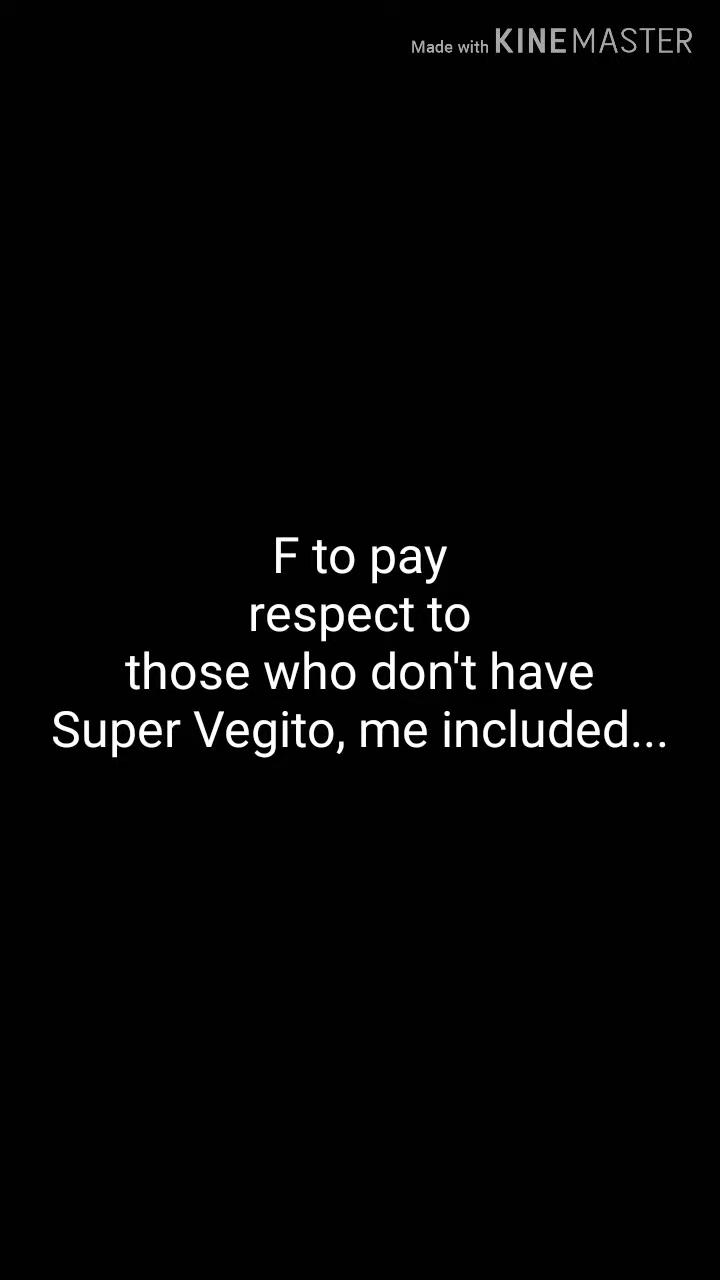 Made with KINEMASTER
F to pay
respect to
those who don't have
Super Vegito, me included...